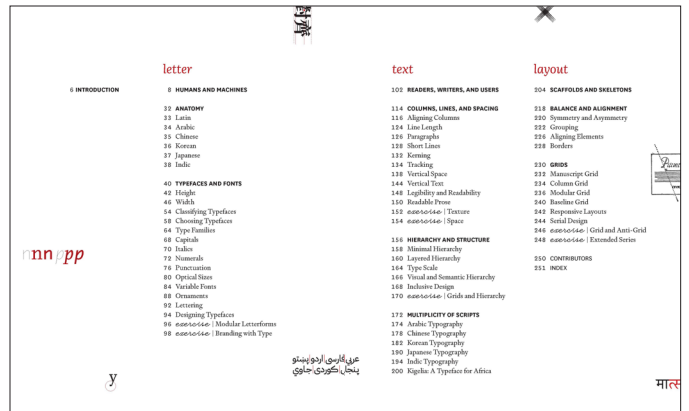 letter
text
layout
6 INTRODUCTION
8 HUMANS AND MACHINES
32 ANATOMY
33 Latin
34 Arabic
35 Chinese
36 Korean
37 Japanese
38 Indic
40 TYPEFACES AND FONTS
42 Height
46 Width
54 Classifying Typefaces
58 Choosing Typefaces
64 Type Families
68 Capitals
70 Italics
72 Numerals
76 Punctuation
80 Optical Sizes
84 Variable Fonts
88 Ornaments
92 Lettering
94 Designing Typefaces
96 exercise | Modular Letterforms
98 exercise | Branding with Type
102 READERS, WRITERS, AND USERS
114 COLUMNS, LINES, AND SPACING
116 Aligning Columns
124 Line Length
126 Paragraphs
128 Short Lines
132 Kerning
134 Tracking
138 Vertical Space
144 Vertical Text
148 Legibility and Readability
150 Readable Prose
152 exercise | Texture
154 exercise | Space
156 HIERARCHY AND STRUCTURE
158 Minimal Hierarchy
160 Layered Hierarchy
164 Type Scale
166 Visual and Semantic Hierarchy
168 Inclusive Design
170 exercise | Grids and Hierarchy
172 MULTIPLICITY OF SCRIPTS
174 Arabic Typography
178 Chinese Typography
182 Korean Typography
190 Japanese Typography
194 Indic Typography
200 Kigelia: A Typeface for Africa
204 SCAFFOLDS AND SKELETONS
218 BALANCE AND ALIGNMENT
220 Symmetry and Asymmetry
222 Grouping
226 Aligning Elements
228 Borders
230 GRIDS
232 Manuscript Grid
234 Column Grid
236 Modular Grid
240 Baseline Grid
242 Responsive Layouts
244 Serial Design
246 exercise | Grid and Anti-Grid
248 exercise | Extended Series
250 CONTRIBUTORS
251 INDEX
nnnppp
y
عربي|فارسی|اردو|پښتو
پنجابی|كوردی|جاوي